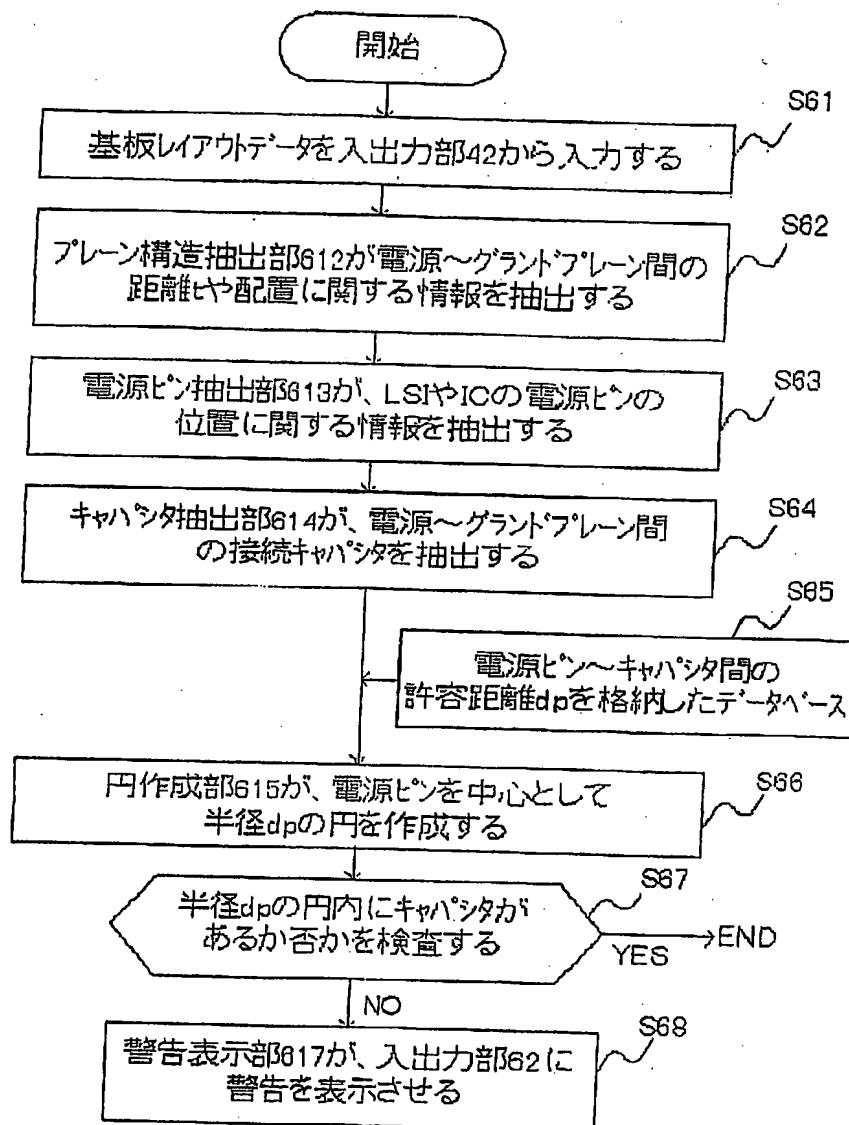 開始
S61
基板レイアウトデータを入出力部42から入力する
S62
プレーン構造抽出部612が電源～グランドプレーン間の
距離ヒや配置に関する情報を抽出する
S63
電源ピン抽出部613が、LSIやICの電源ピンの
位置に関する情報を抽出する
S64
キャパシタ抽出部614が、電源～グランドプレーン間
の接続キャパシタを抽出する
S65
電源ピン～キャパシタ間の
許容距離dpを格納したデータベース
S66
円作成部615が、電源ピンを中心として
半径dpの円を作成する
S67
半径dpの円内にキャパシタが
あるか否かを検査する
YES
END
NO
S68
警告表示部617が、入出力部62に
警告を表示させる